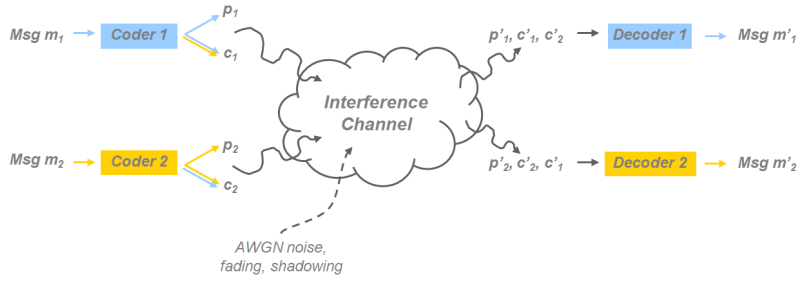 p₁
Msg m₁
Coder 1
c₁
p'₁, c'₁, c'₂
Decoder 1
Msg m'₁
Interference
Channel
p₂
Msg m₂
Coder 2
c₂
p'₂, c'₂, c'₁
Decoder 2
Msg m'₂
AWGN noise,
fading, shadowing